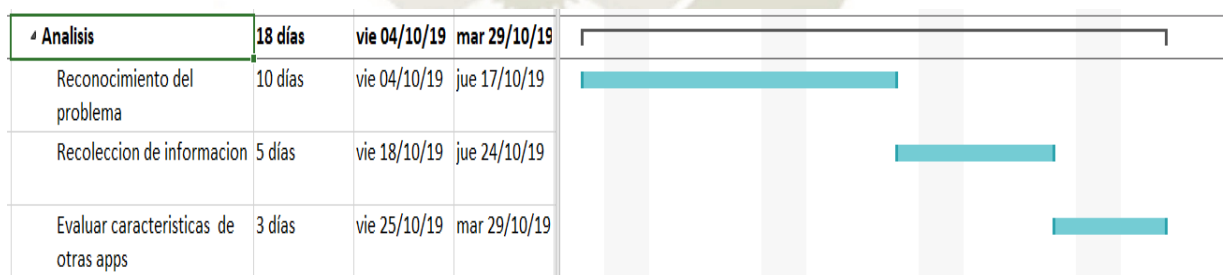 Analisis 18 días vie 04/10/19 mar 29/10/19
Reconocimiento del 10 días vie 04/10/19 jue 17/10/19
problema
Recoleccion de informacion 5 días vie 18/10/19 jue 24/10/19
Evaluar caracteristicas de 3 días vie 25/10/19 mar 29/10/19
otras apps